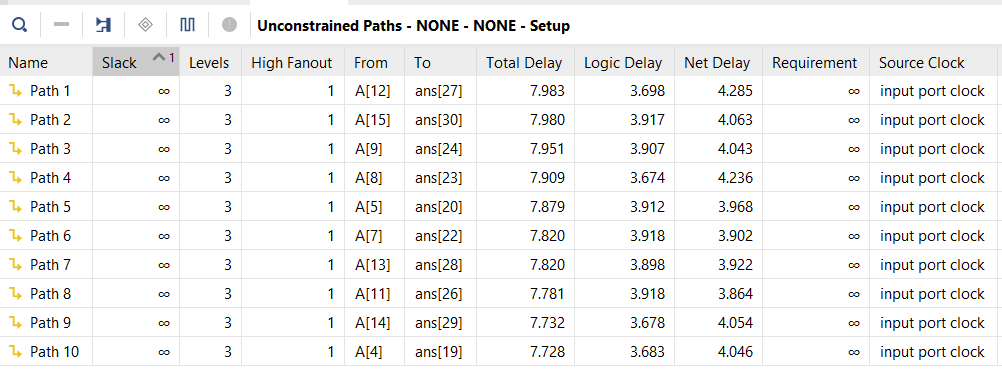 Unconstrained Paths - NONE - NONE - Setup
Name Slack 1 Levels High Fanout From To Total Delay Logic Delay Net Delay Requirement Source Clock
Path 1 ∞ 3 1 A[12] ans[27] 7.983 3.698 4.285 ∞ input port clock
Path 2 ∞ 3 1 A[15] ans[30] 7.980 3.917 4.063 ∞ input port clock
Path 3 ∞ 3 1 A[9] ans[24] 7.951 3.907 4.043 ∞ input port clock
Path 4 ∞ 3 1 A[8] ans[23] 7.909 3.674 4.236 ∞ input port clock
Path 5 ∞ 3 1 A[5] ans[20] 7.879 3.912 3.968 ∞ input port clock
Path 6 ∞ 3 1 A[7] ans[22] 7.820 3.918 3.902 ∞ input port clock
Path 7 ∞ 3 1 A[13] ans[28] 7.820 3.898 3.922 ∞ input port clock
Path 8 ∞ 3 1 A[11] ans[26] 7.781 3.918 3.864 ∞ input port clock
Path 9 ∞ 3 1 A[14] ans[29] 7.732 3.678 4.054 ∞ input port clock
Path 10 ∞ 3 1 A[4] ans[19] 7.728 3.683 4.046 ∞ input port clock